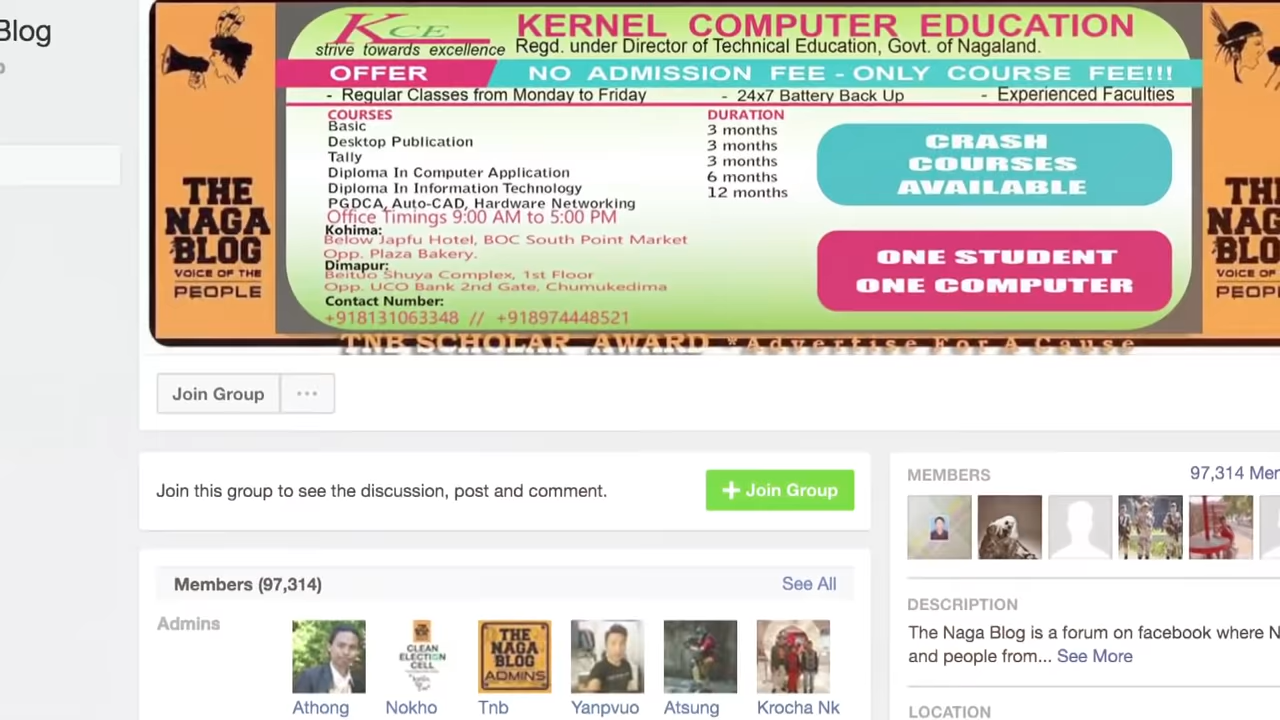 Blog
KCE
strive towards excellence
KERNEL COMPUTER EDUCATION
Regd. under Director of Technical Education, Govt. of Nagaland.
OFFER
NO ADMISSION FEE - ONLY COURSE FEE!!!
- Regular Classes from Monday to Friday - 24x7 Battery Back Up - Experienced Faculties
COURSES DURATION
Basic 3 months
Desktop Publication 3 months
Tally 3 months
Diploma In Computer Application 6 months
Diploma In Information Technology 12 months
PGDCA, Auto-CAD, Hardware Networking
Office Timings 9:00 AM to 5:00 PM
Kohima:
Below Japfu Hotel, BOC South Point Market
Opp. Plaza Bakery.
Dimapur:
Beituo Shuya Complex, 1st Floor
Opp. UCO Bank 2nd Gate, Chumukedima
Contact Number:
+918131063348 // +918974448521
CRASH
COURSES
AVAILABLE
ONE STUDENT
ONE COMPUTER
THE
NAGA
BLOG
VOICE OF THE
PEOPLE
TNB SCHOLAR AWARD *Advertise For A Cause
Join Group
···
Join this group to see the discussion, post and comment.
+ Join Group
Members (97,314) See All
Admins
CLEAN
ELECTION
CELL
THE
NAGA
BLOG
ADMINS
Athong Nokho Tnb Yanpvuo Atsung Krocha Nk
MEMBERS 97,314 Mer
DESCRIPTION
The Naga Blog is a forum on facebook where N
and people from... See More
LOCATION